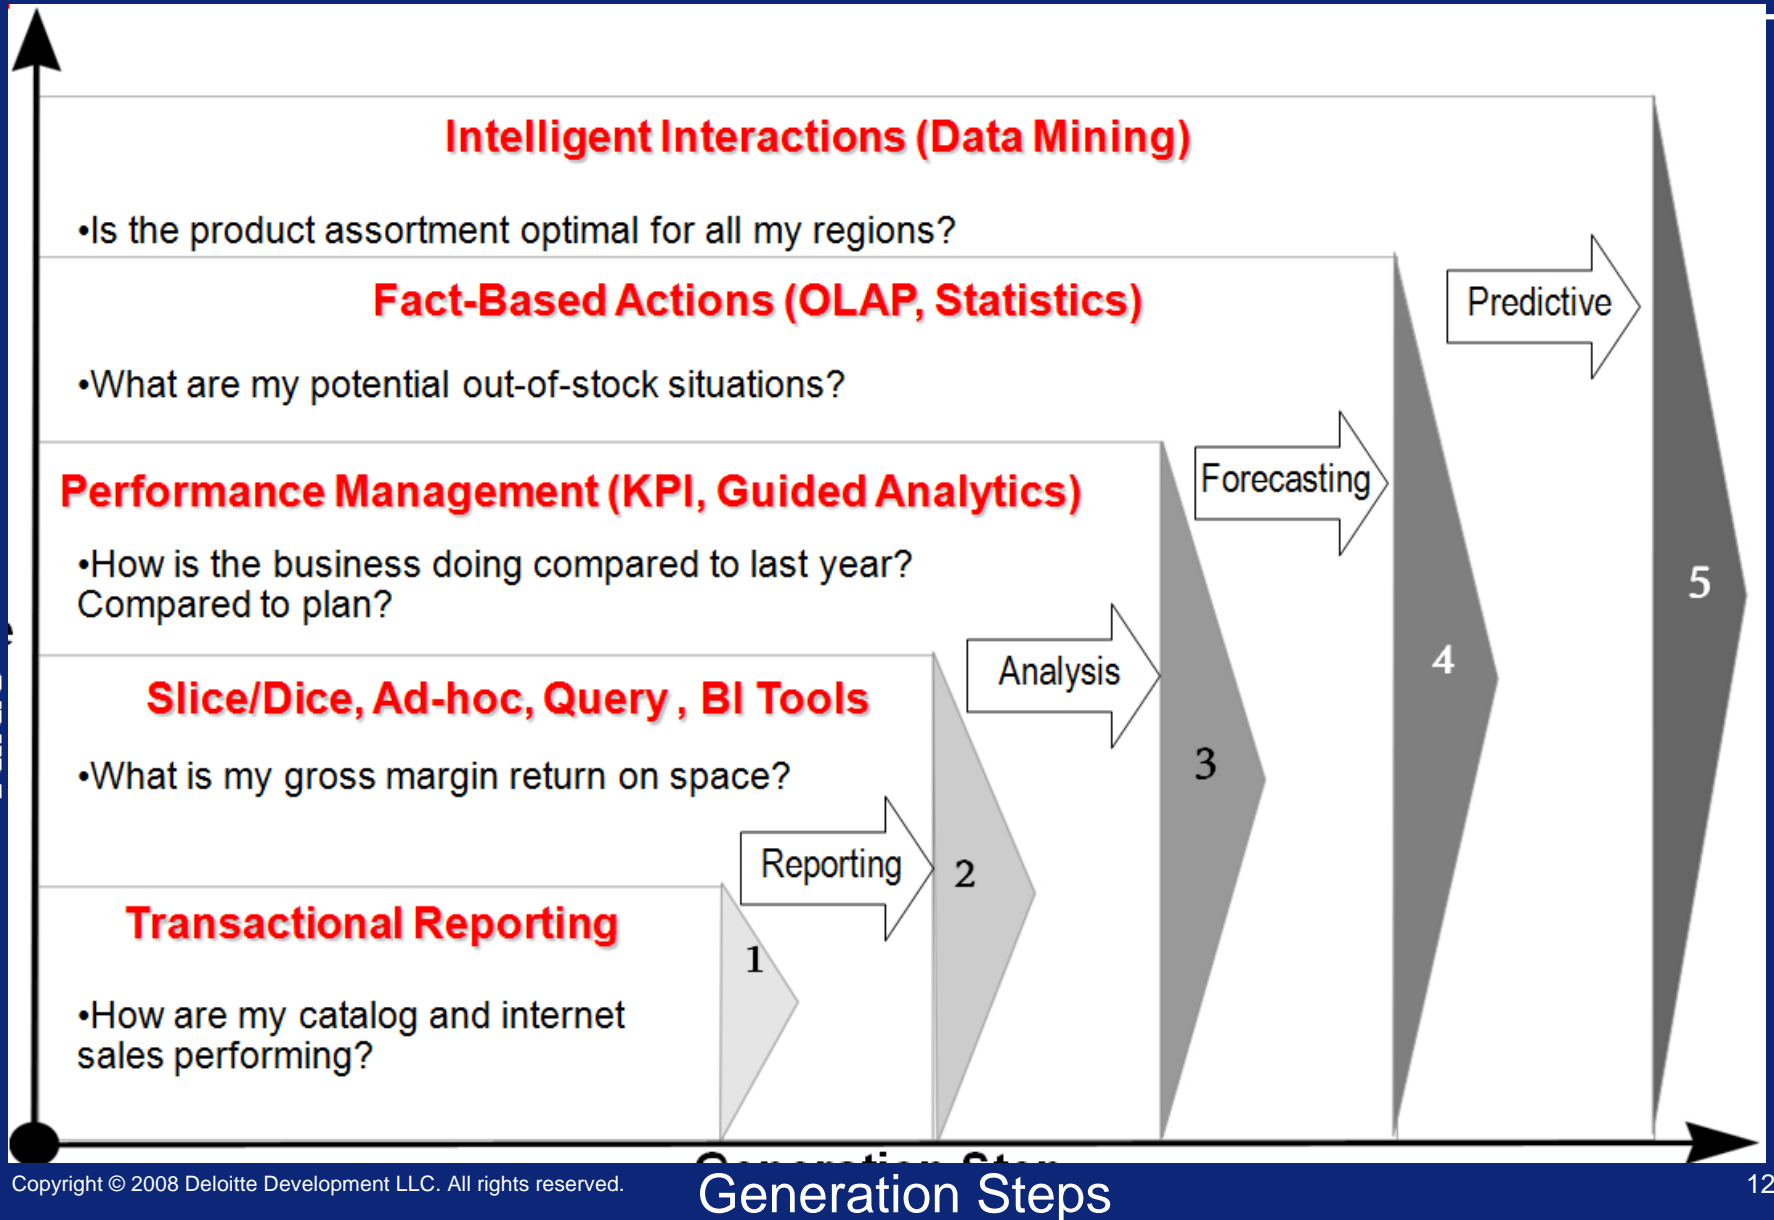 Intelligent Interactions (Data Mining)
•Is the product assortment optimal for all my regions?
Predictive
Fact-Based Actions (OLAP, Statistics)
•What are my potential out-of-stock situations?
Forecasting
Performance Management (KPI, Guided Analytics)
•How is the business doing compared to last year?
Compared to plan?
5
Analysis
4
Slice/Dice, Ad-hoc, Query , BI Tools
•What is my gross margin return on space?
3
Reporting
2
Transactional Reporting
1
•How are my catalog and internet
sales performing?
Copyright © 2008 Deloitte Development LLC. All rights reserved.
Generation Steps
12